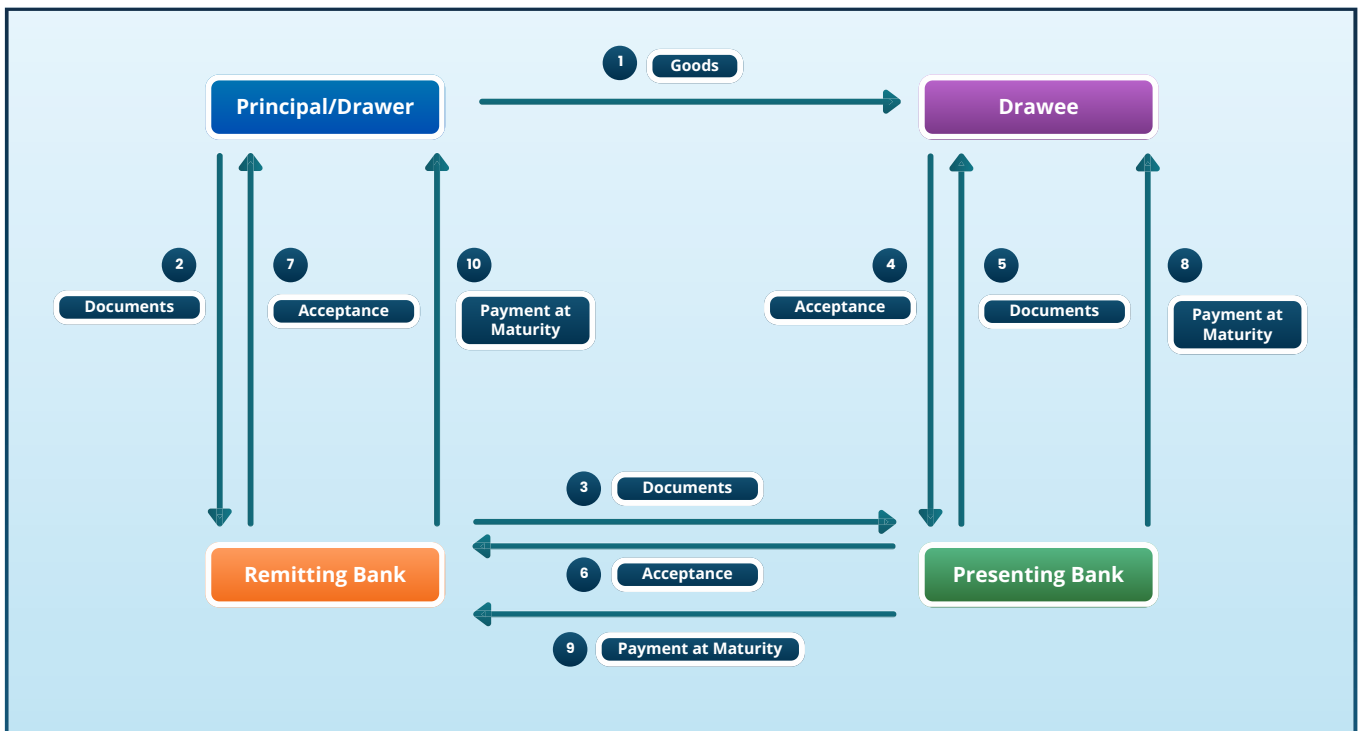 1
Goods
Principal/Drawer
Drawee
2
7
10
4
5
8
Documents
Acceptance
Payment at
Maturity
Acceptance
Documents
Payment at
Maturity
3
Documents
Remitting Bank
6
Acceptance
Presenting Bank
9
Payment at Maturity